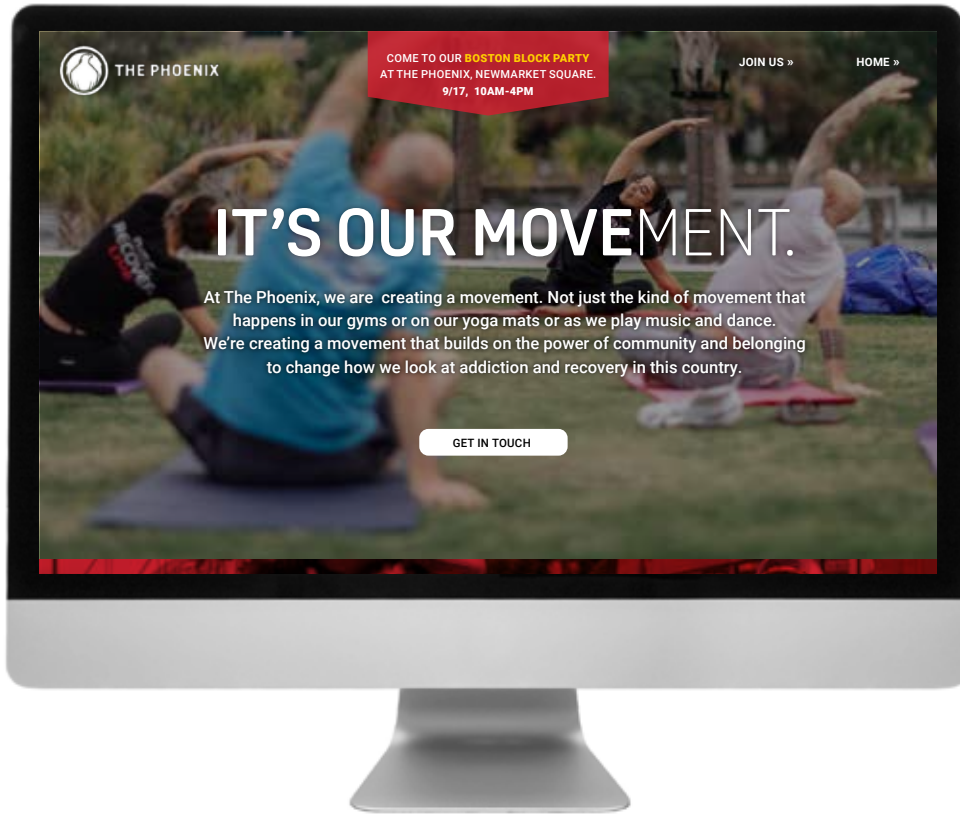 THE PHOENIX
COME TO OUR BOSTON BLOCK PARTY
AT THE PHOENIX, NEWMARKET SQUARE.
9/17, 10AM-4PM
JOIN US »
HOME »
IT'S OUR MOVEMENT.
At The Phoenix, we are  creating a movement. Not just the kind of movement that
happens in our gyms or on our yoga mats or as we play music and dance.
We're creating a movement that builds on the power of community and belonging
to change how we look at addiction and recovery in this country.
GET IN TOUCH